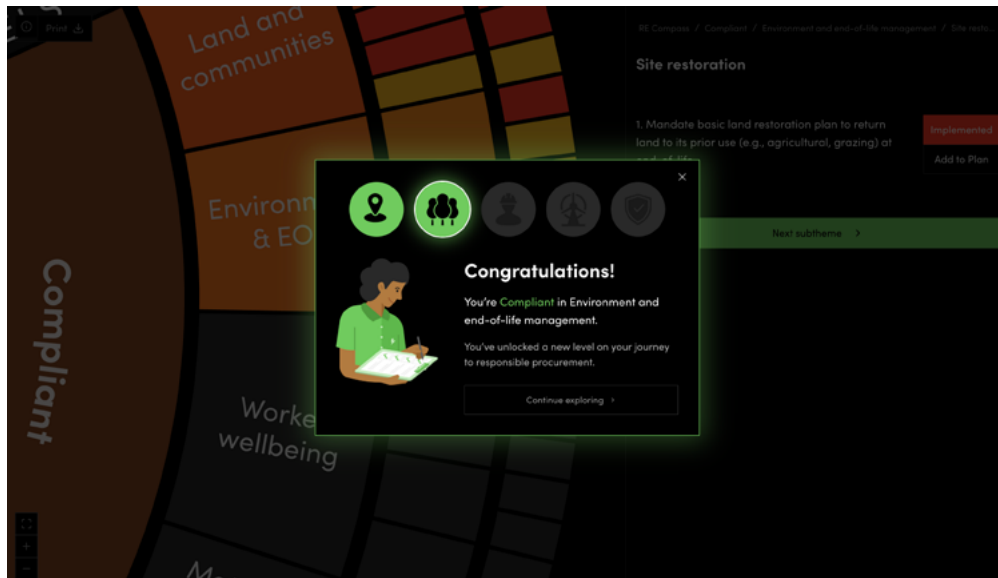 Print
RE Compass / Compliant / Environment and end-of-life management / Site resto...
Land and
communities
Site restoration
1. Mandate basic land restoration plan to return
land to its prior use (e.g., agricultural, grazing) at
Implemented
Add to Plan
Next subtheme >
& EO
Compliant
Congratulations!
You're Compliant in Environment and
end-of-life management.
You've unlocked a new level on your journey
to responsible procurement.
Continue exploring >
wellbeing